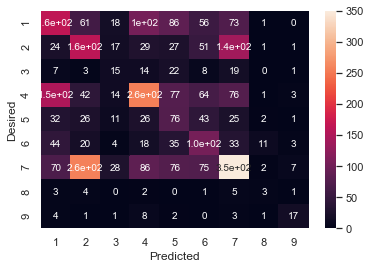 1 .6e+02 61 18 1e+02 86 56 73 1 0
2 24 1.6e+02 17 29 27 51 1.4e+02 1 1
3 7 3 15 14 22 8 19 0 1
4 1.5e+02 42 14 2.6e+02 77 64 76 1 3
5 32 26 11 26 76 43 25 2 1
6 44 20 4 18 35 1.0e+02 33 11 3
7 70 2.6e+02 28 86 76 75 3.5e+02 2 7
8 3 4 0 2 0 1 5 3 1
9 4 1 1 8 2 0 3 1 17
1 2 3 4 5 6 7 8 9
Desired
Predicted
350
300
250
200
150
100
50
0